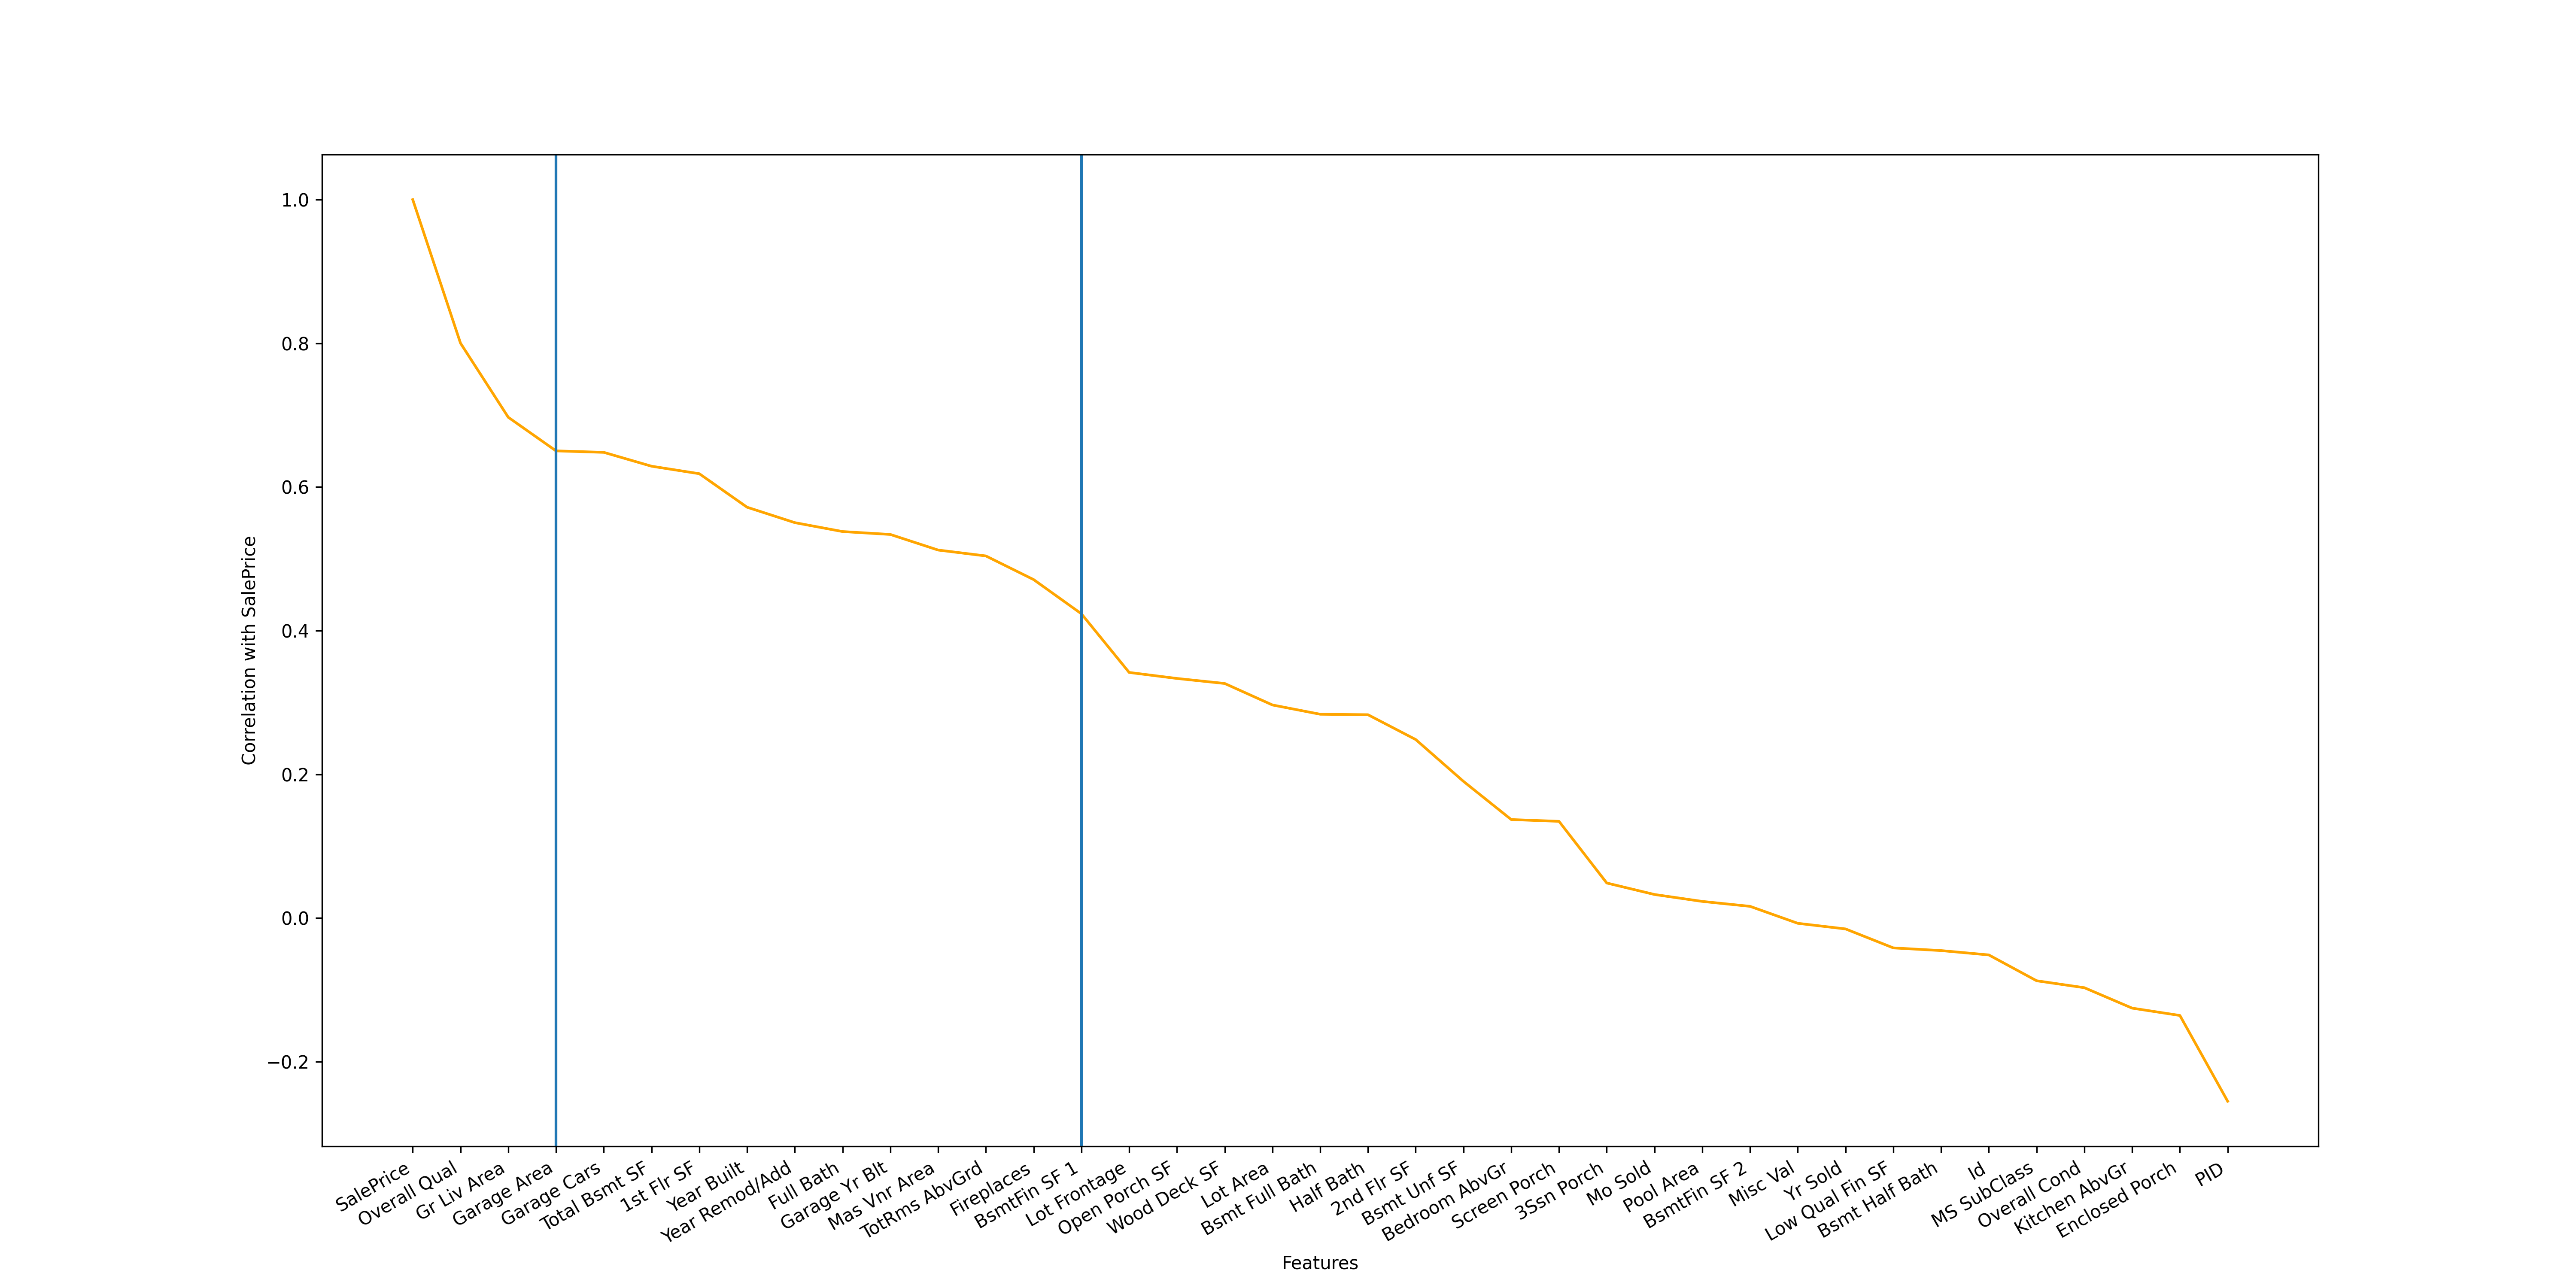 1.0
0.8
0.6
0.4
0.2
0.0
−0.2
Correlation with SalePrice
SalePrice
Overall Qual
Gr Liv Area
Garage Area
Garage Cars
Total Bsmt SF
1st Flr SF
Year Built
Year Remod/Add
Full Bath
Garage Yr Blt
Mas Vnr Area
TotRms AbvGrd
Fireplaces
BsmtFin SF 1
Lot Frontage
Open Porch SF
Wood Deck SF
Lot Area
Bsmt Full Bath
Half Bath
2nd Flr SF
Bsmt Unf SF
Bedroom AbvGr
Screen Porch
3Ssn Porch
Mo Sold
Pool Area
BsmtFin SF 2
Misc Val
Yr Sold
Low Qual Fin SF
Bsmt Half Bath
Id
MS SubClass
Overall Cond
Kitchen AbvGr
Enclosed Porch
PID
Features